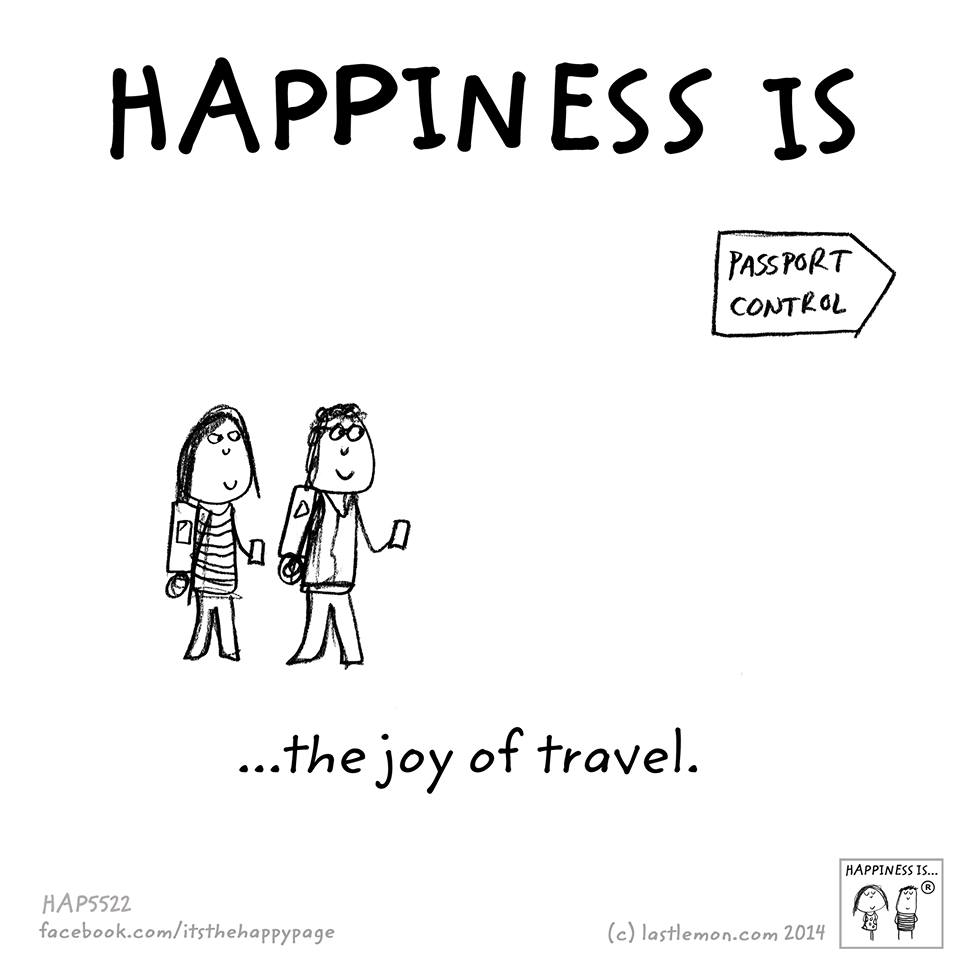 HAPPINESS IS
PASSPORT
CONTROL
...the joy of travel.
HAP5522
facebook.com/itsthehappypage
(c) lastlemon.com 2014
HAPPINESS IS...
®